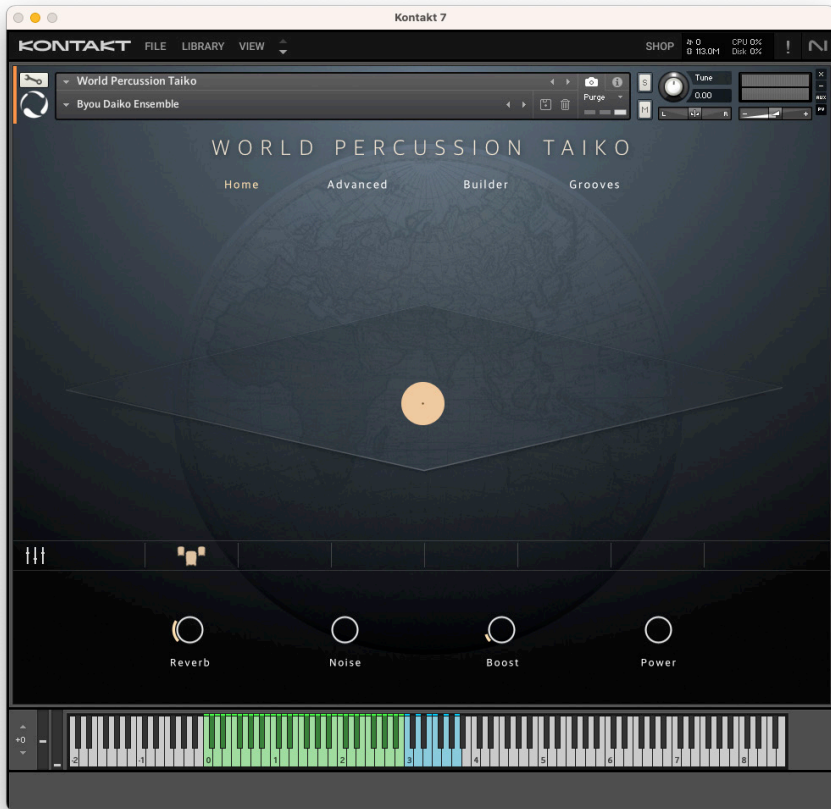 Kontakt 7
KONTAKT FILE LIBRARY VIEW
SHOP 0 113.0M CPU 0% Disk 0% !
World Percussion Taiko
Byou Daiko Ensemble
Purge
S
M
Tune
0.00
L R
- +
×
-
AUX
PV
WORLD PERCUSSION TAIKO
Home Advanced Builder Grooves
Reverb Noise Boost Power
+0
-2 -1 0 1 2 3 4 5 6 7 8